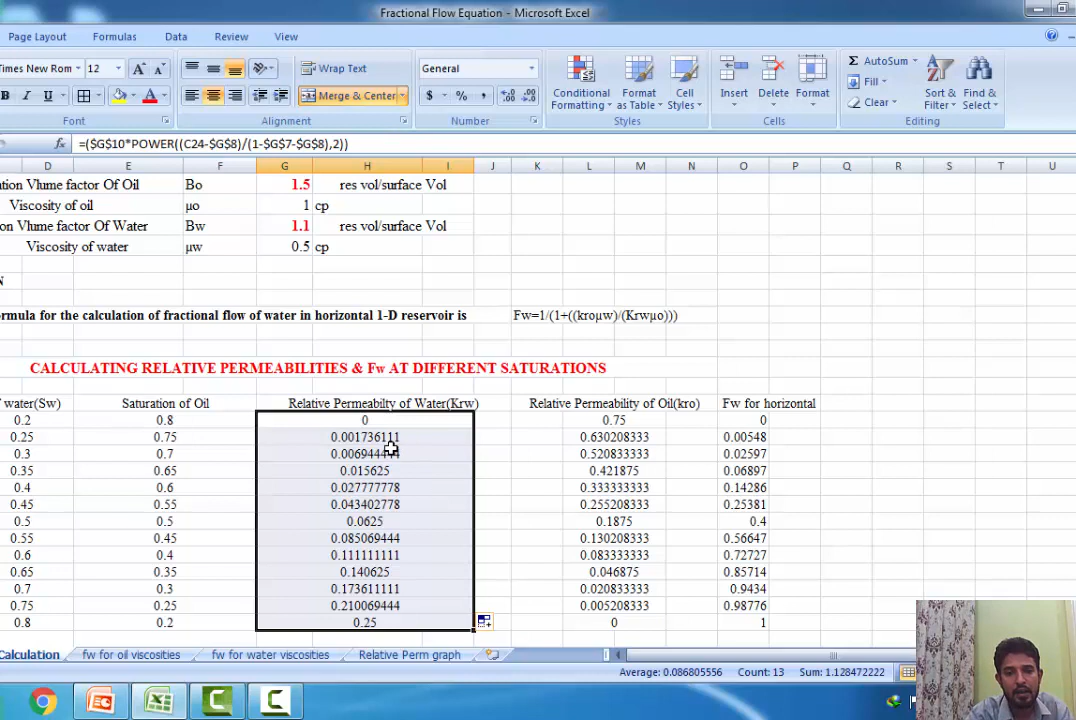 Fractional Flow Equation - Microsoft Excel
Page Layout Formulas Data Review View
Times New Rom 12 A A Wrap Text General Conditional Formatting Format as Table Cell Styles Insert Delete Format Σ AutoSum Fill Clear Sort & Filter Find & Select
B I U A Merge & Center $ % , .00 .0
Font Alignment Number Styles Cells Editing
fx =($G$10*POWER((C24-$G$8)/(1-$G$7-$G$8),2))
D E F G H I J K L M N O P Q R S T U
ation Vlume factor Of Oil Bo 1.5 res vol/surface Vol
Viscosity of oil μo 1 cp
on Vlume factor Of Water Bw 1.1 res vol/surface Vol
Viscosity of water μw 0.5 cp
N
rmula for the calculation of fractional flow of water in horizontal 1-D reservoir is Fw=1/(1+((kroμw)/(Krwμo)))
CALCULATING RELATIVE PERMEABILITIES & Fw AT DIFFERENT SATURATIONS
f water(Sw) Saturation of Oil Relative Permeabilty of Water(Krw) Relative Permeability of Oil(kro) Fw for horizontal
0.2 0.8 0 0.75 0
0.25 0.75 0.001736111 0.630208333 0.00548
0.3 0.7 0.006944444 0.520833333 0.02597
0.35 0.65 0.015625 0.421875 0.06897
0.4 0.6 0.027777778 0.333333333 0.14286
0.45 0.55 0.043402778 0.255208333 0.25381
0.5 0.5 0.0625 0.1875 0.4
0.55 0.45 0.085069444 0.130208333 0.56647
0.6 0.4 0.111111111 0.083333333 0.72727
0.65 0.35 0.140625 0.046875 0.85714
0.7 0.3 0.173611111 0.020833333 0.9434
0.75 0.25 0.210069444 0.005208333 0.98776
0.8 0.2 0.25 0 1
Calculation fw for oil viscosities fw for water viscosities Relative Perm graph
Average: 0.086805556 Count: 13 Sum: 1.128472222